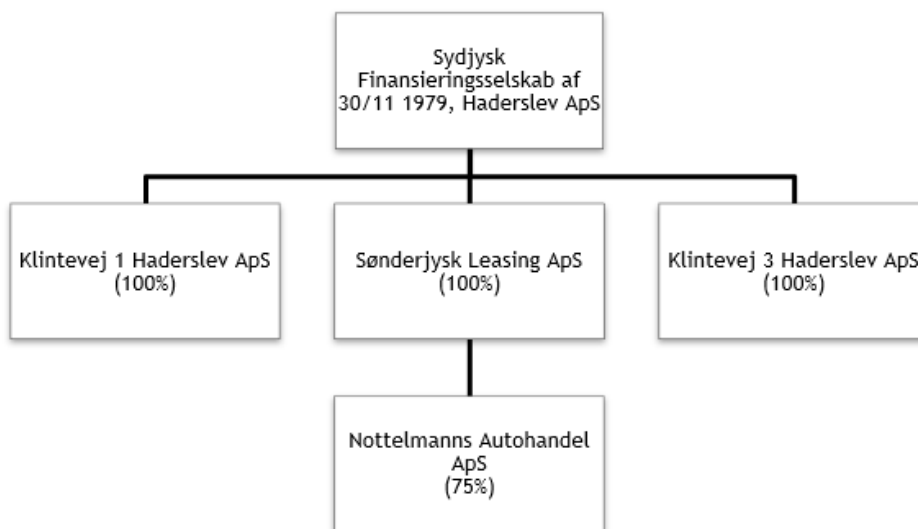 Sydjysk
Finansieringsselskab af
30/11 1979, Haderslev ApS
Klintevej 1 Haderslev ApS
(100%)
Sønderjysk Leasing ApS
(100%)
Klintevej 3 Haderslev ApS
(100%)
Nottelmanns Autohandel
ApS
(75%)